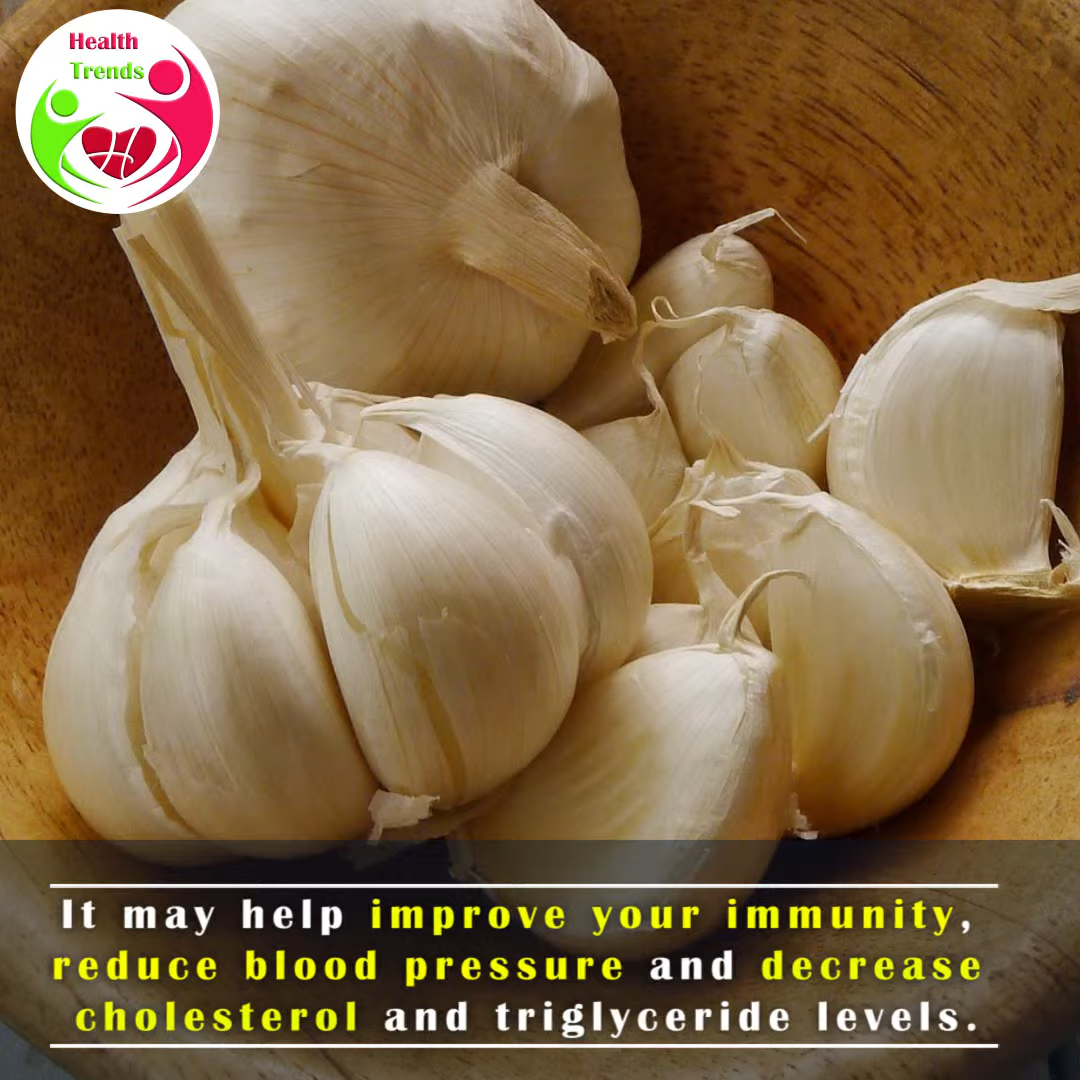 Health
Trends
It may help improve your immunity,
reduce blood pressure and decrease
cholesterol and triglyceride levels.